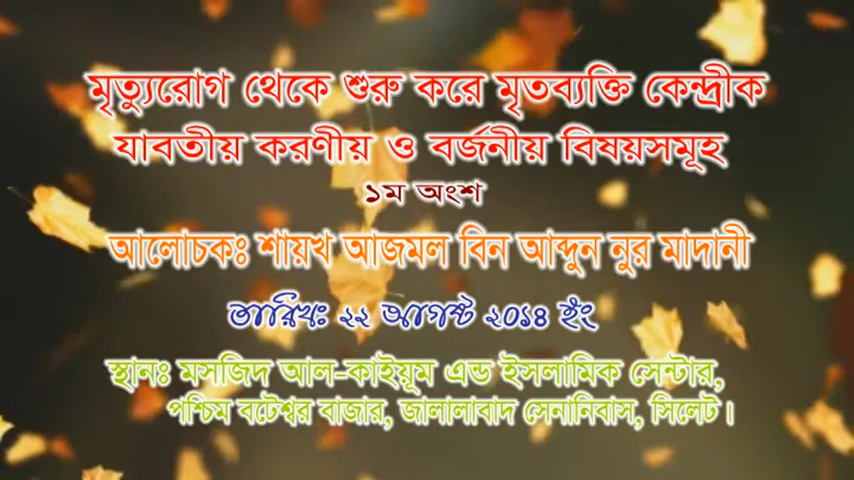 মৃত্যুরোগ থেকে শুরু করে মৃতব্যক্তি কেন্দ্রীক
যাবতীয় করণীয় ও বর্জনীয় বিষয়সমূহ
১ম অংশ
আলোচকঃ শায়খ আজমল বিন আব্দুন নুর মাদানী
তারিখঃ ২২ আগষ্ট ২০১৪ ইং
স্থানঃ মসজিদ আল-কাইয়ূম এন্ড ইসলামিক সেন্টার,
পশ্চিম বটেশ্বর বাজার, জালালাবাদ সেনানিবাস, সিলেট।